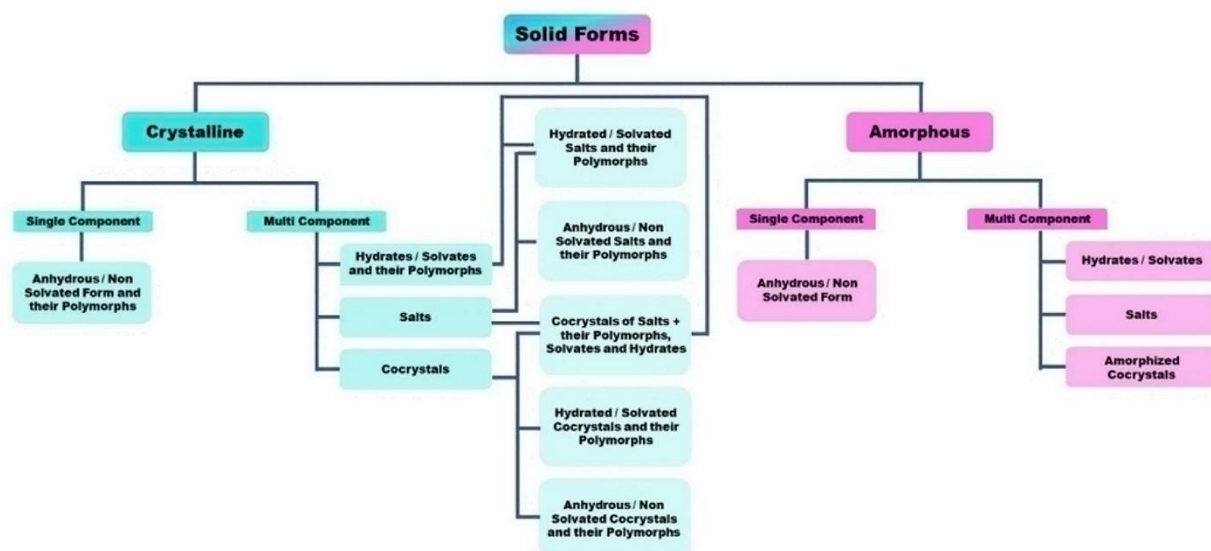 Solid Forms
Crystalline
Single Component
Anhydrous / Non
Solvated Form and
their Polymorphs
Multi Component
Hydrates / Solvates
and their Polymorphs
Salts
Cocrystals
Hydrated / Solvated
Salts and their
Polymorphs
Anhydrous / Non
Solvated Salts and
their Polymorphs
Cocrystals of Salts +
their Polymorphs,
Solvates and Hydrates
Hydrated / Solvated
Cocrystals and their
Polymorphs
Anhydrous / Non
Solvated Cocrystals
and their Polymorphs
Amorphous
Single Component
Anhydrous / Non
Solvated Form
Multi Component
Hydrates / Solvates
Salts
Amorphized
Cocrystals